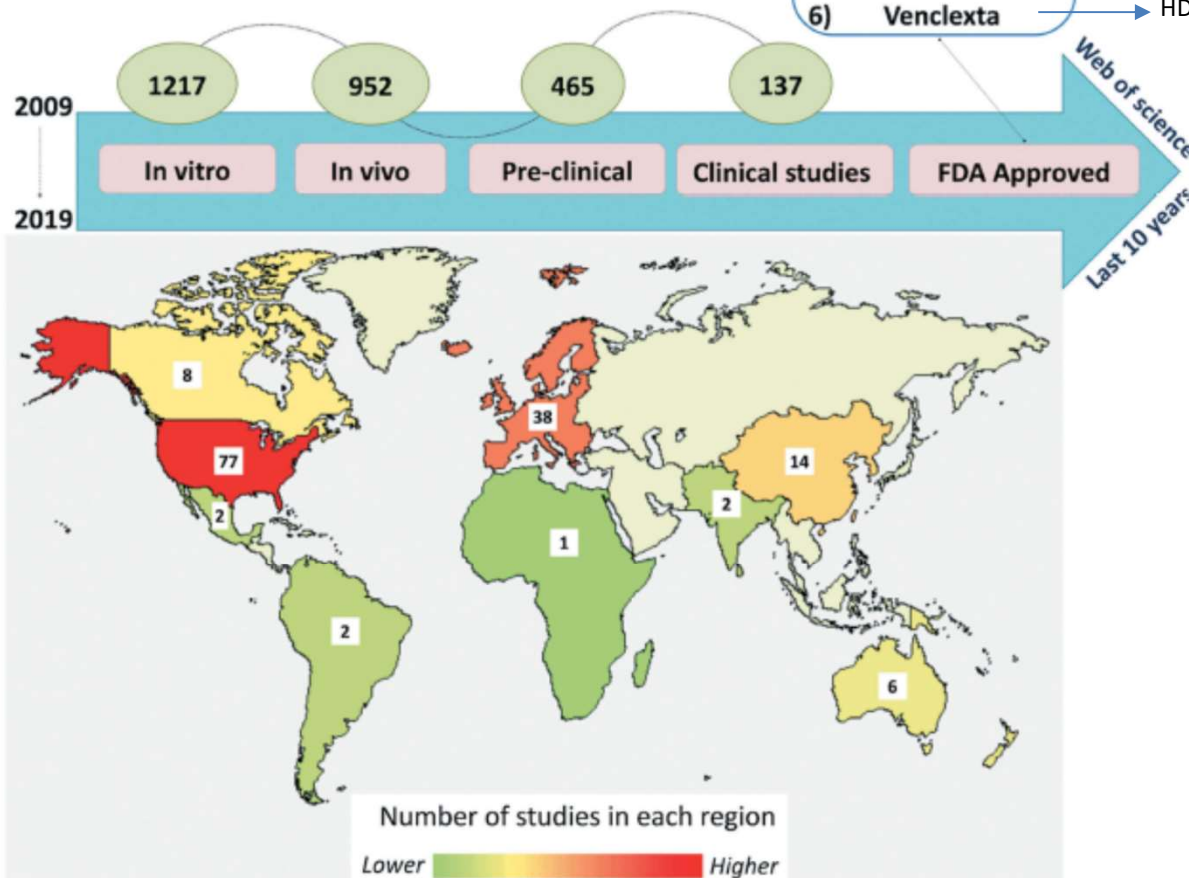 6) Venclexta
HD
1217
952
465
137
2009
2019
In vitro
In vivo
Pre-clinical
Clinical studies
FDA Approved
Web of science
Last 10 years
8
77
2
2
38
1
14
2
6
Number of studies in each region
Lower
Higher